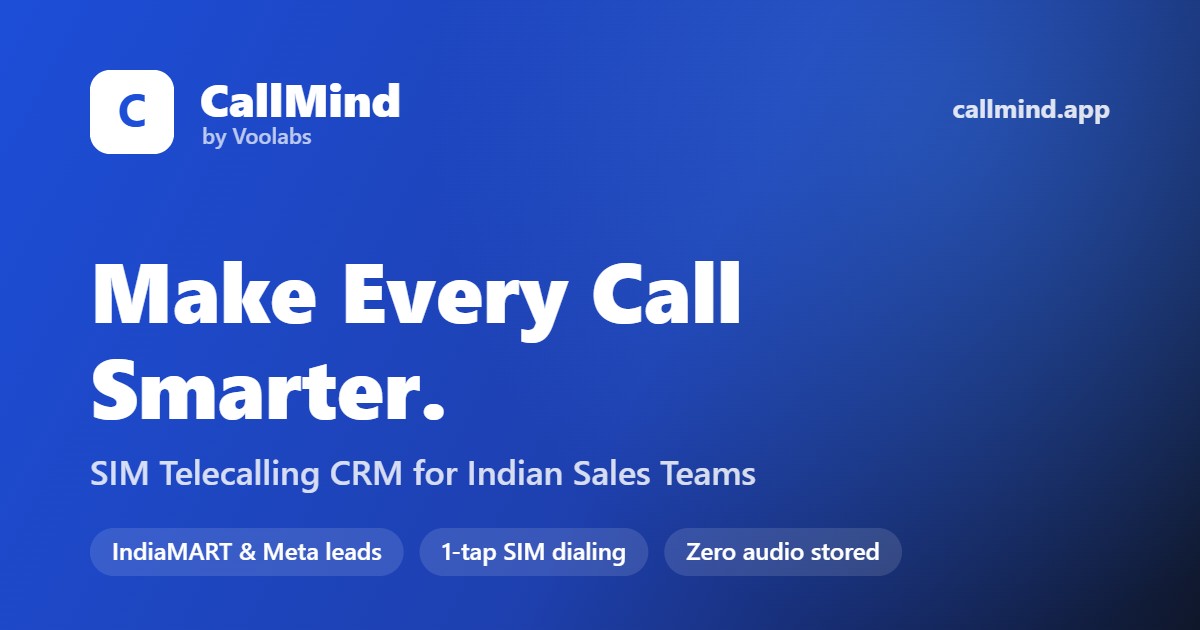 C
CallMind
by Voolabs
callmind.app
Make Every Call
Smarter.
SIM Telecalling CRM for Indian Sales Teams
IndiaMART & Meta leads
1-tap SIM dialing
Zero audio stored